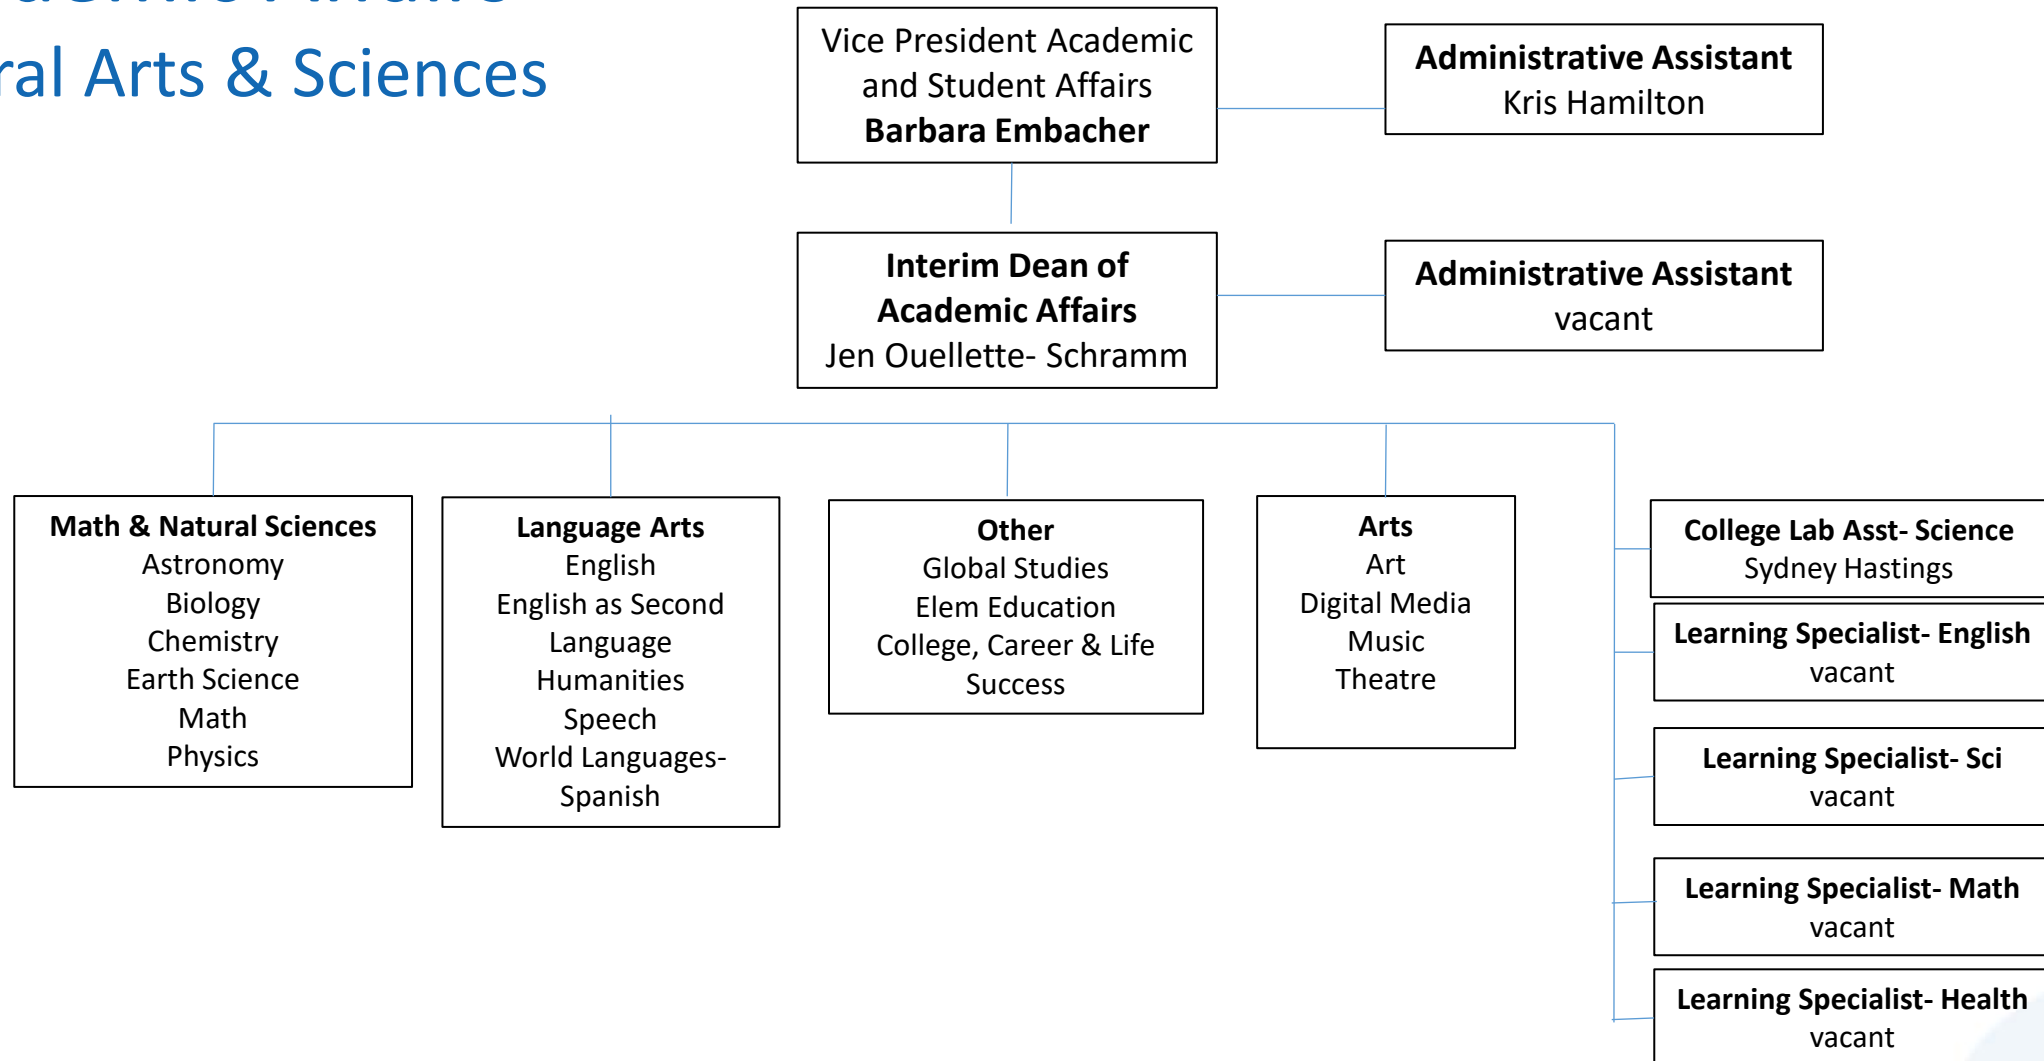 ral Arts & Sciences
Vice President Academic
and Student Affairs
Barbara Embacher
Administrative Assistant
Kris Hamilton
Interim Dean of
Academic Affairs
Jen Ouellette- Schramm
Administrative Assistant
vacant
Math & Natural Sciences
Astronomy
Biology
Chemistry
Earth Science
Math
Physics
Language Arts
English
English as Second
Language
Humanities
Speech
World Languages-
Spanish
Other
Global Studies
Elem Education
College, Career & Life
Success
Arts
Art
Digital Media
Music
Theatre
College Lab Asst- Science
Sydney Hastings
Learning Specialist- English
vacant
Learning Specialist- Sci
vacant
Learning Specialist- Math
vacant
Learning Specialist- Health
vacant